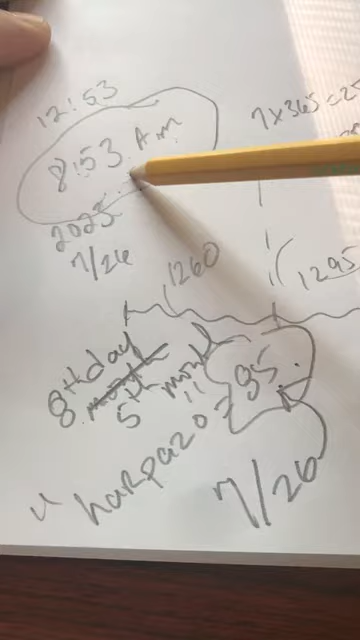 12:53
8:53 Am
7x365=25
2025
7/26
1260
1295
8th day
month
5th month
"harpazo = 95
7/26